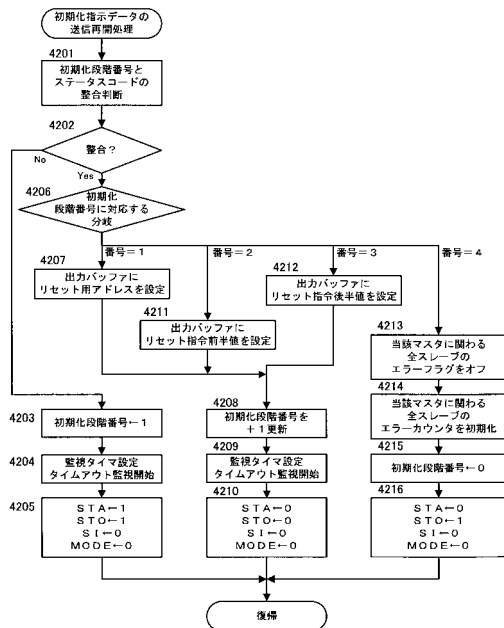 初期化指示データの
送信再開処理
4201
初期化段階番号と
ステータスコードの
整合判断
4202
整合？
No
Yes
4206
初期化
段階番号に対応する
分岐
番号＝１
番号＝２
番号＝３
番号＝４
4207
出力バッファに
リセット用アドレスを設定
4212
出力バッファに
リセット指令後半値を設定
4211
出力バッファに
リセット指令前半値を設定
4213
当該マスタに関わる
全スレーブの
エラーフラグをオフ
4214
当該マスタに関わる
全スレーブの
エラーカウンタを初期化
4203
初期化段階番号←１
4208
初期化段階番号を
＋１更新
4215
初期化段階番号←０
4204
監視タイマ設定
タイムアウト監視開始
4209
監視タイマ設定
タイムアウト監視開始
4205
ＳＴＡ←１
ＳＴＯ←１
ＳＩ←０
ＭＯＤＥ←０
4210
ＳＴＡ←０
ＳＴＯ←０
ＳＩ←０
ＭＯＤＥ←０
4216
ＳＴＡ←０
ＳＴＯ←１
ＳＩ←０
ＭＯＤＥ←０
復帰